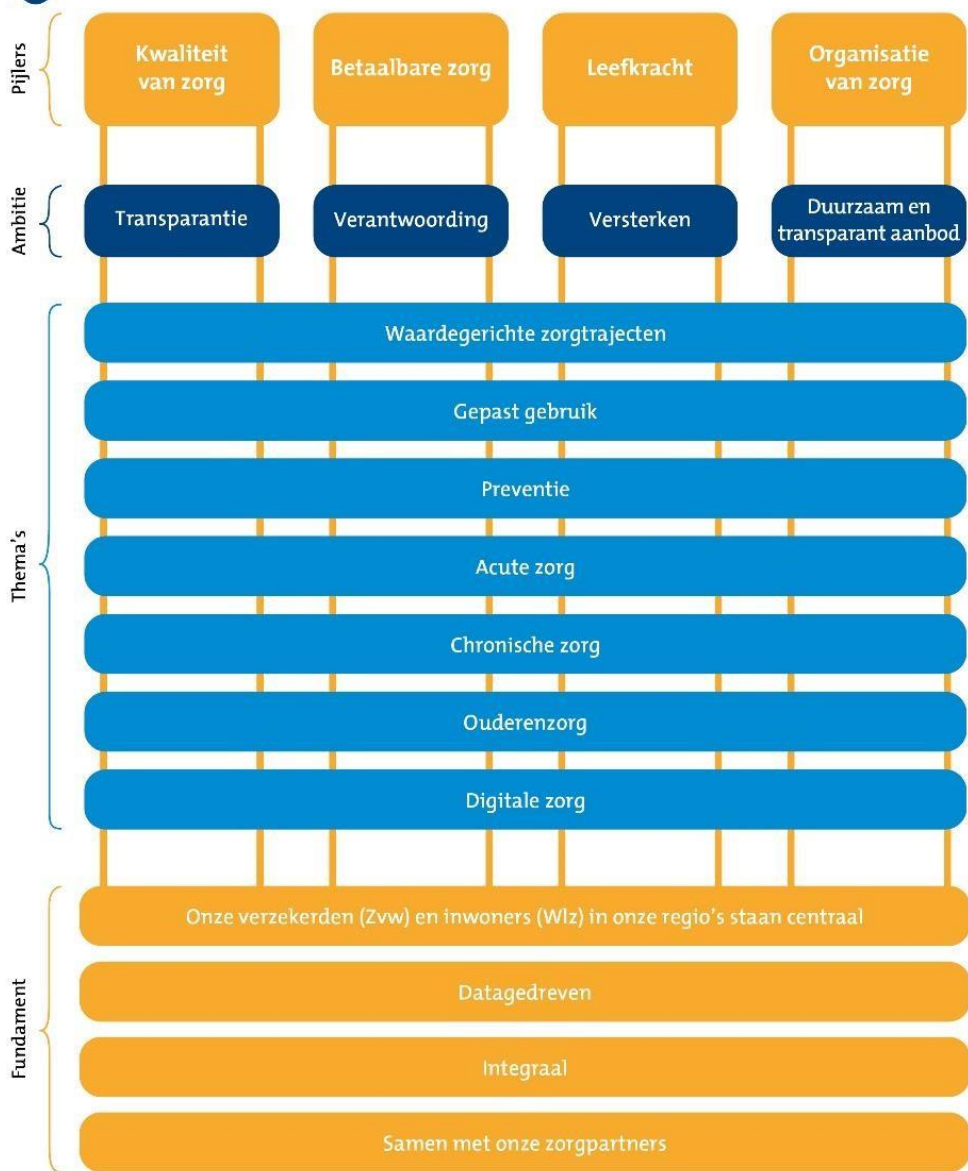 Pijlers
Kwaliteit
van zorg
Betaalbare zorg
Leefkracht
Organisatie
van zorg
Ambitie
Transparantie
Verantwoording
Versterken
Duurzaam en
transparant aanbod
Thema's
Waardegerichte zorgtrajecten
Gepast gebruik
Preventie
Acute zorg
Chronische zorg
Ouderenzorg
Digitale zorg
Fundament
Onze verzekerden (Zvw) en inwoners (Wlz) in onze regio's staan centraal
Datagedreven
Integraal
Samen met onze zorgpartners